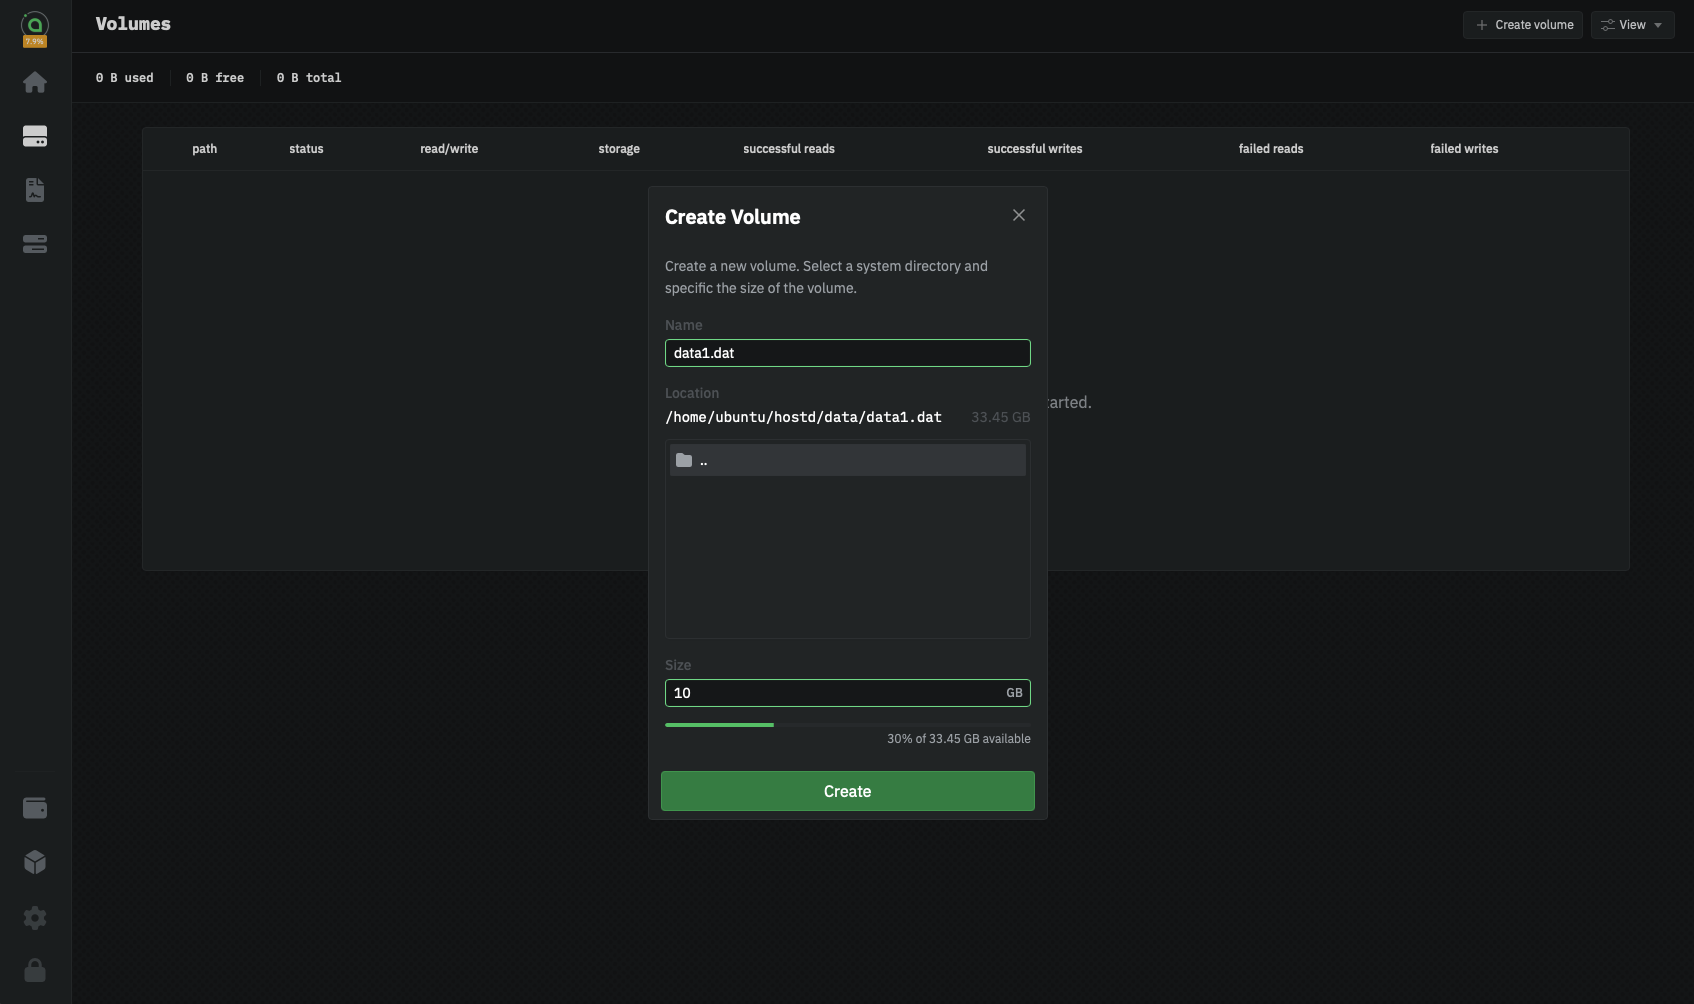 7.9%
Volumes
Create volume
View
0 B used
0 B free
0 B total
path status read/write storage successful reads successful writes failed reads failed writes
Create Volume
Create a new volume. Select a system directory and
specific the size of the volume.
Name
data1.dat
Location
/home/ubuntu/hostd/data/data1.dat 33.45 GB
..
Size
10 GB
30% of 33.45 GB available
Create